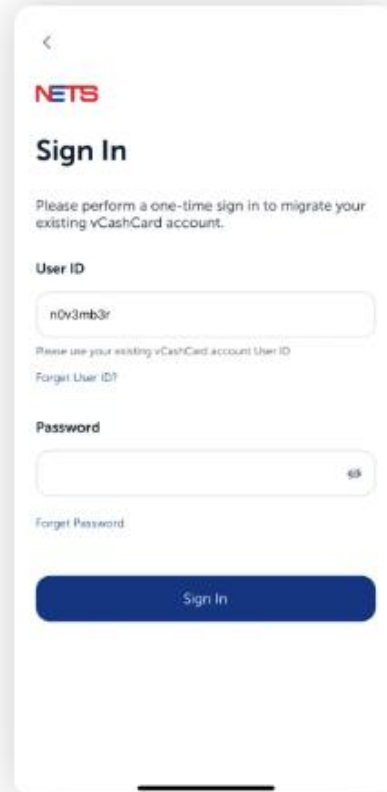 NETS
Sign In
Please perform a one-time sign in to migrate your
existing vCashCard account.
User ID
n0v3mb3r
Please use your existing vCashCard account User ID
Forget User ID?
Password
Forget Password
Sign In